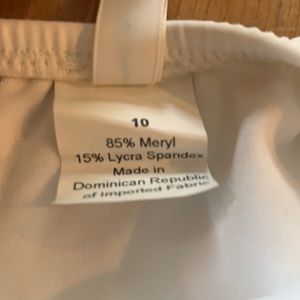 10
85% Meryl
15% Lycra Spandex
Made in
Dominican Republic
of Imported Fabric